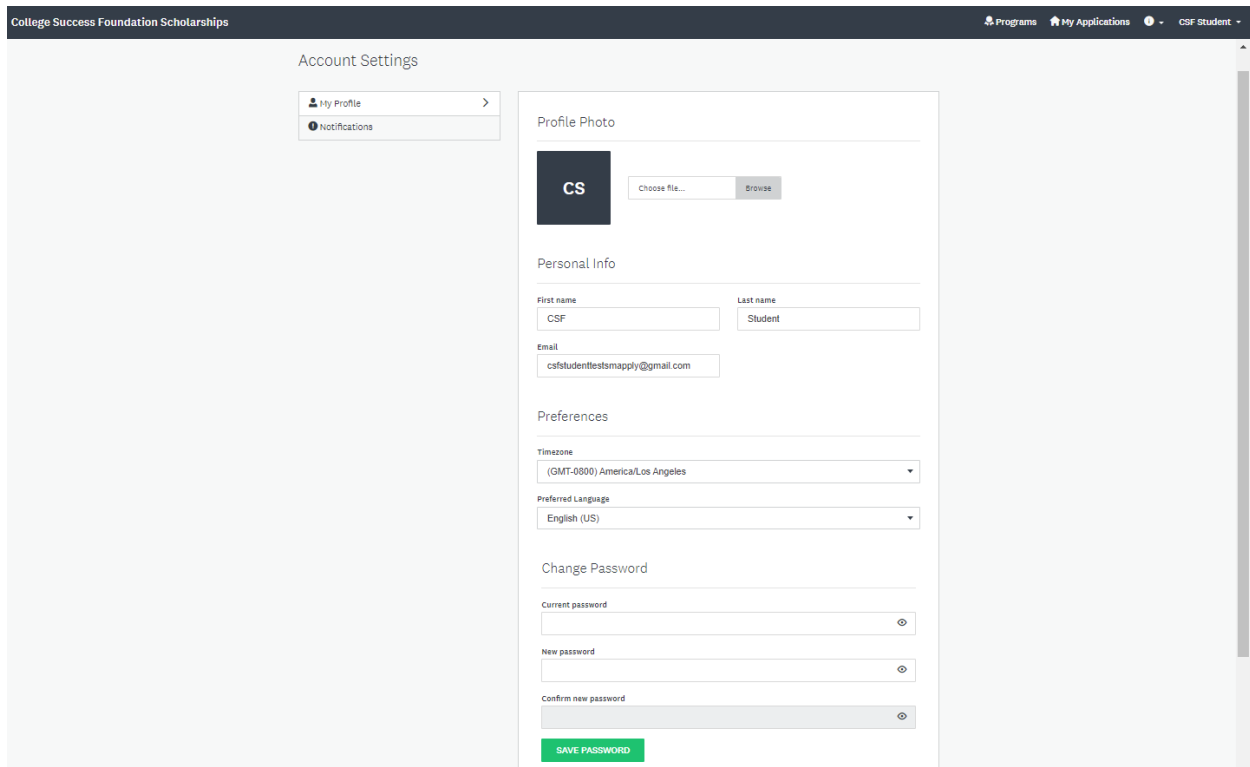 College Success Foundation Scholarships
Programs My Applications CSF Student
Account Settings
My Profile
Notifications
Profile Photo
CS
Choose file... Browse
Personal Info
First name Last name
CSF Student
Email
csfstudenttestsmapply@gmail.com
Preferences
Timezone
(GMT-0800) America/Los Angeles
Preferred Language
English (US)
Change Password
Current password
New password
Confirm new password
SAVE PASSWORD